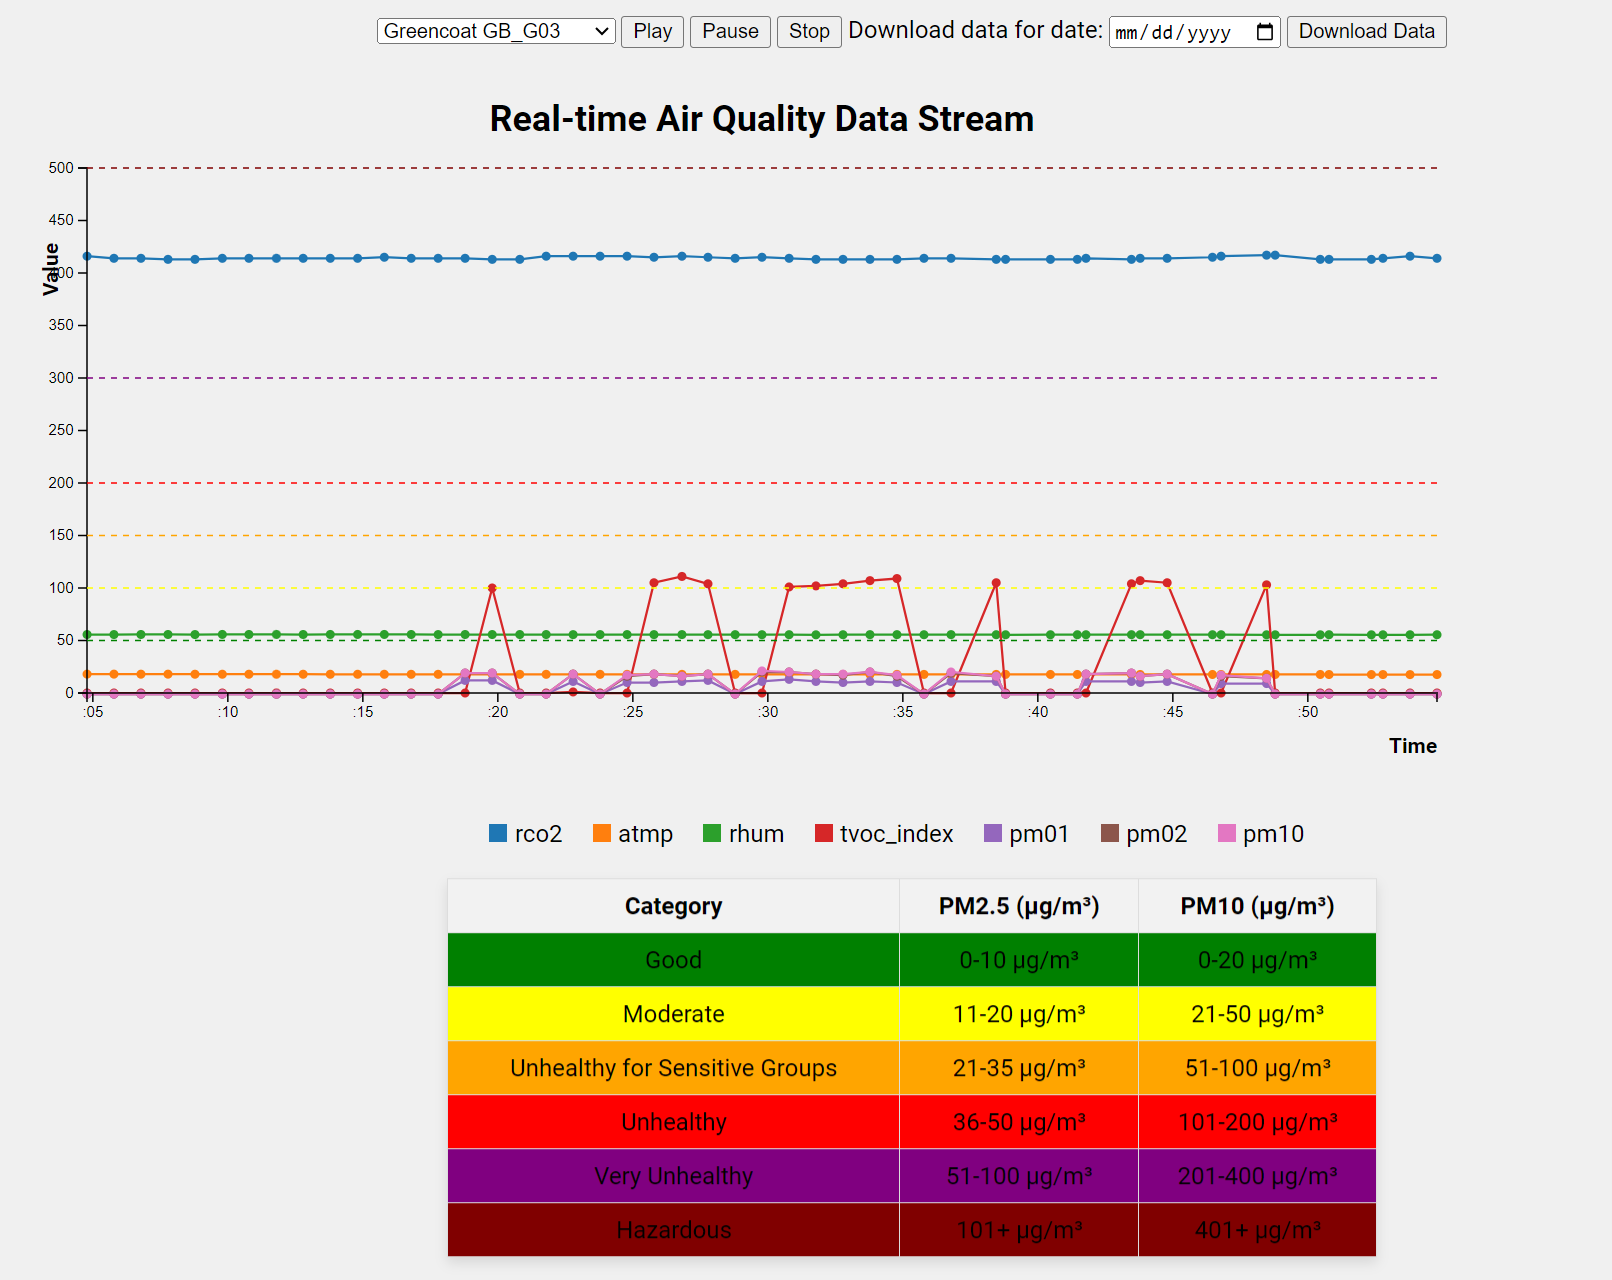 Greencoat GB_G03 Play Pause Stop Download data for date: mm/dd/yyyy Download Data
Real-time Air Quality Data Stream
Value
500
450
400
350
300
250
200
150
100
50
0
:05 :10 :15 :20 :25 :30 :35 :40 :45 :50
Time
rco2 atmp rhum tvoc_index pm01 pm02 pm10
Category PM2.5 (µg/m³) PM10 (µg/m³)
Good 0-10 µg/m³ 0-20 µg/m³
Moderate 11-20 µg/m³ 21-50 µg/m³
Unhealthy for Sensitive Groups 21-35 µg/m³ 51-100 µg/m³
Unhealthy 36-50 µg/m³ 101-200 µg/m³
Very Unhealthy 51-100 µg/m³ 201-400 µg/m³
Hazardous 101+ µg/m³ 401+ µg/m³